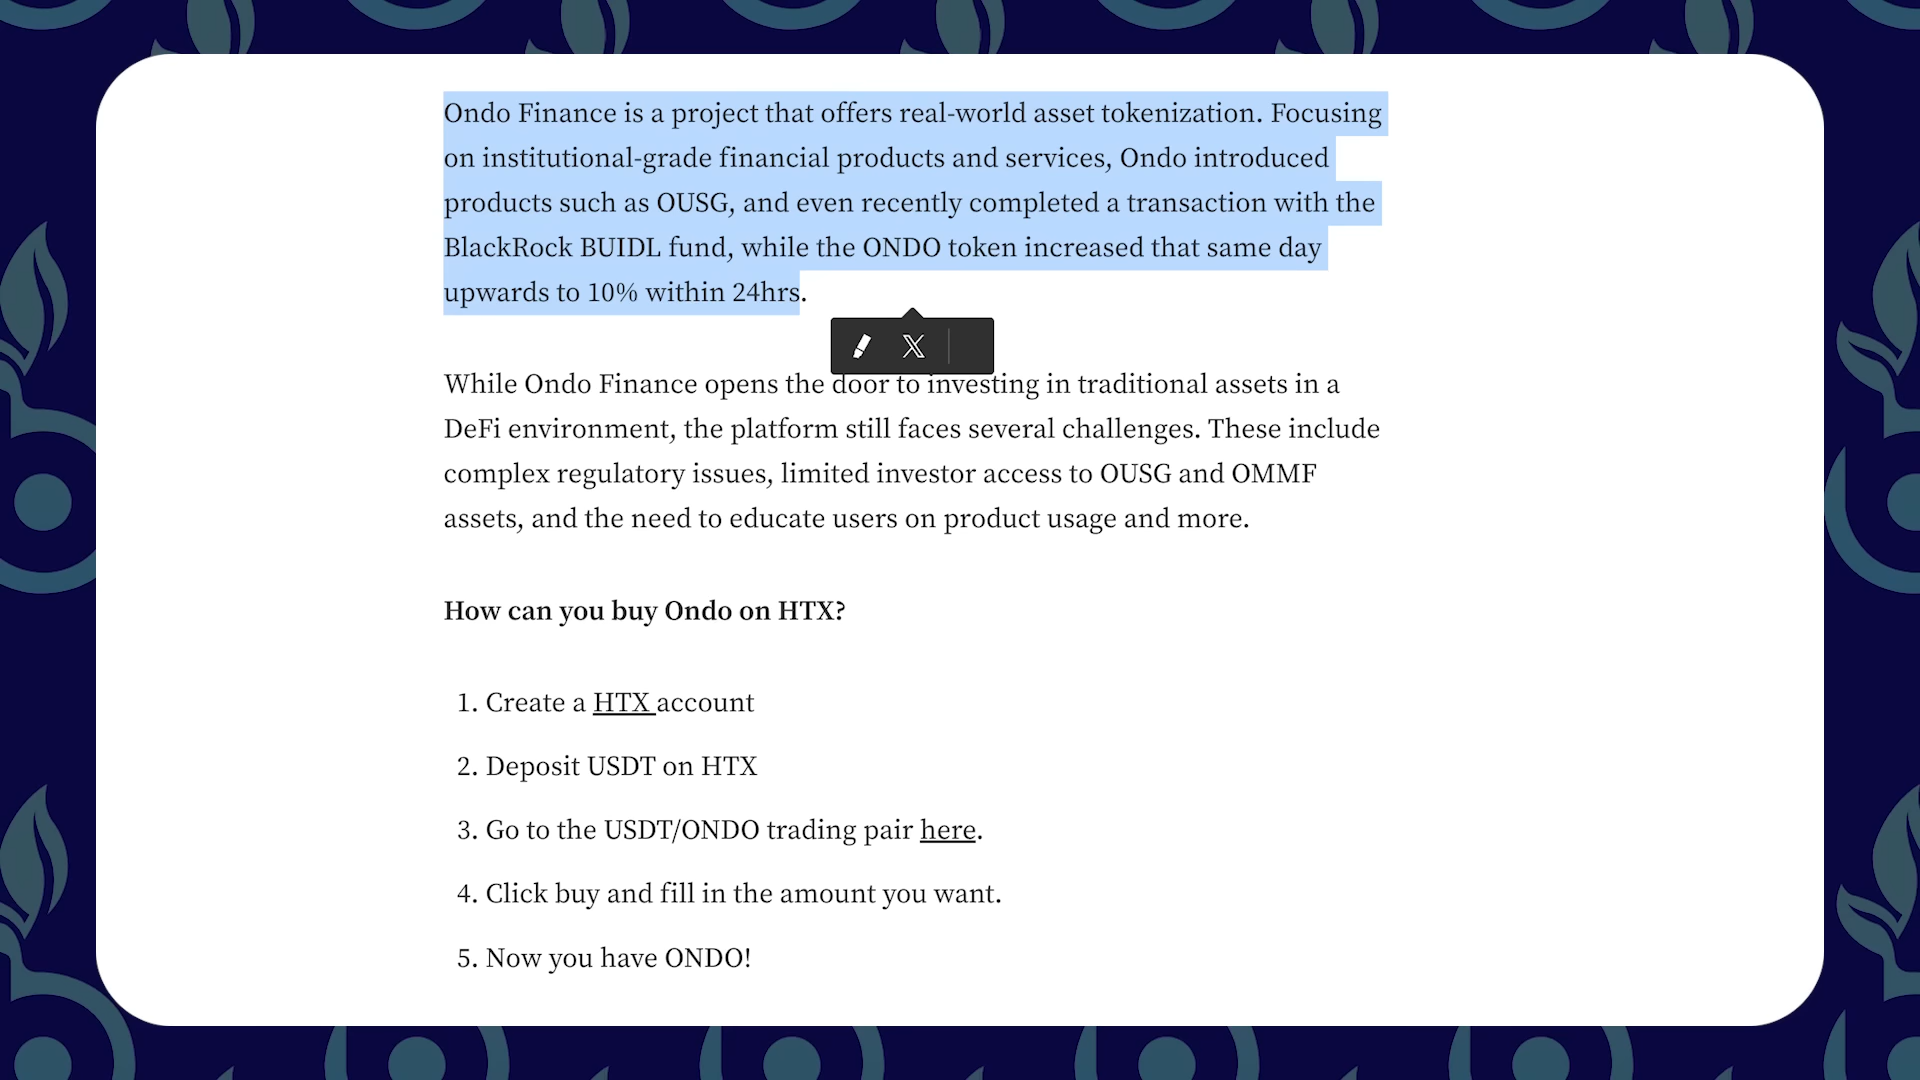 Ondo Finance is a project that offers real-world asset tokenization. Focusing
on institutional-grade financial products and services, Ondo introduced
products such as OUSG, and even recently completed a transaction with the
BlackRock BUIDL fund, while the ONDO token increased that same day
upwards to 10% within 24hrs.
While Ondo Finance opens the door to investing in traditional assets in a
DeFi environment, the platform still faces several challenges. These include
complex regulatory issues, limited investor access to OUSG and OMMF
assets, and the need to educate users on product usage and more.
How can you buy Ondo on HTX?
1. Create a HTX account
2. Deposit USDT on HTX
3. Go to the USDT/ONDO trading pair here.
4. Click buy and fill in the amount you want.
5. Now you have ONDO!